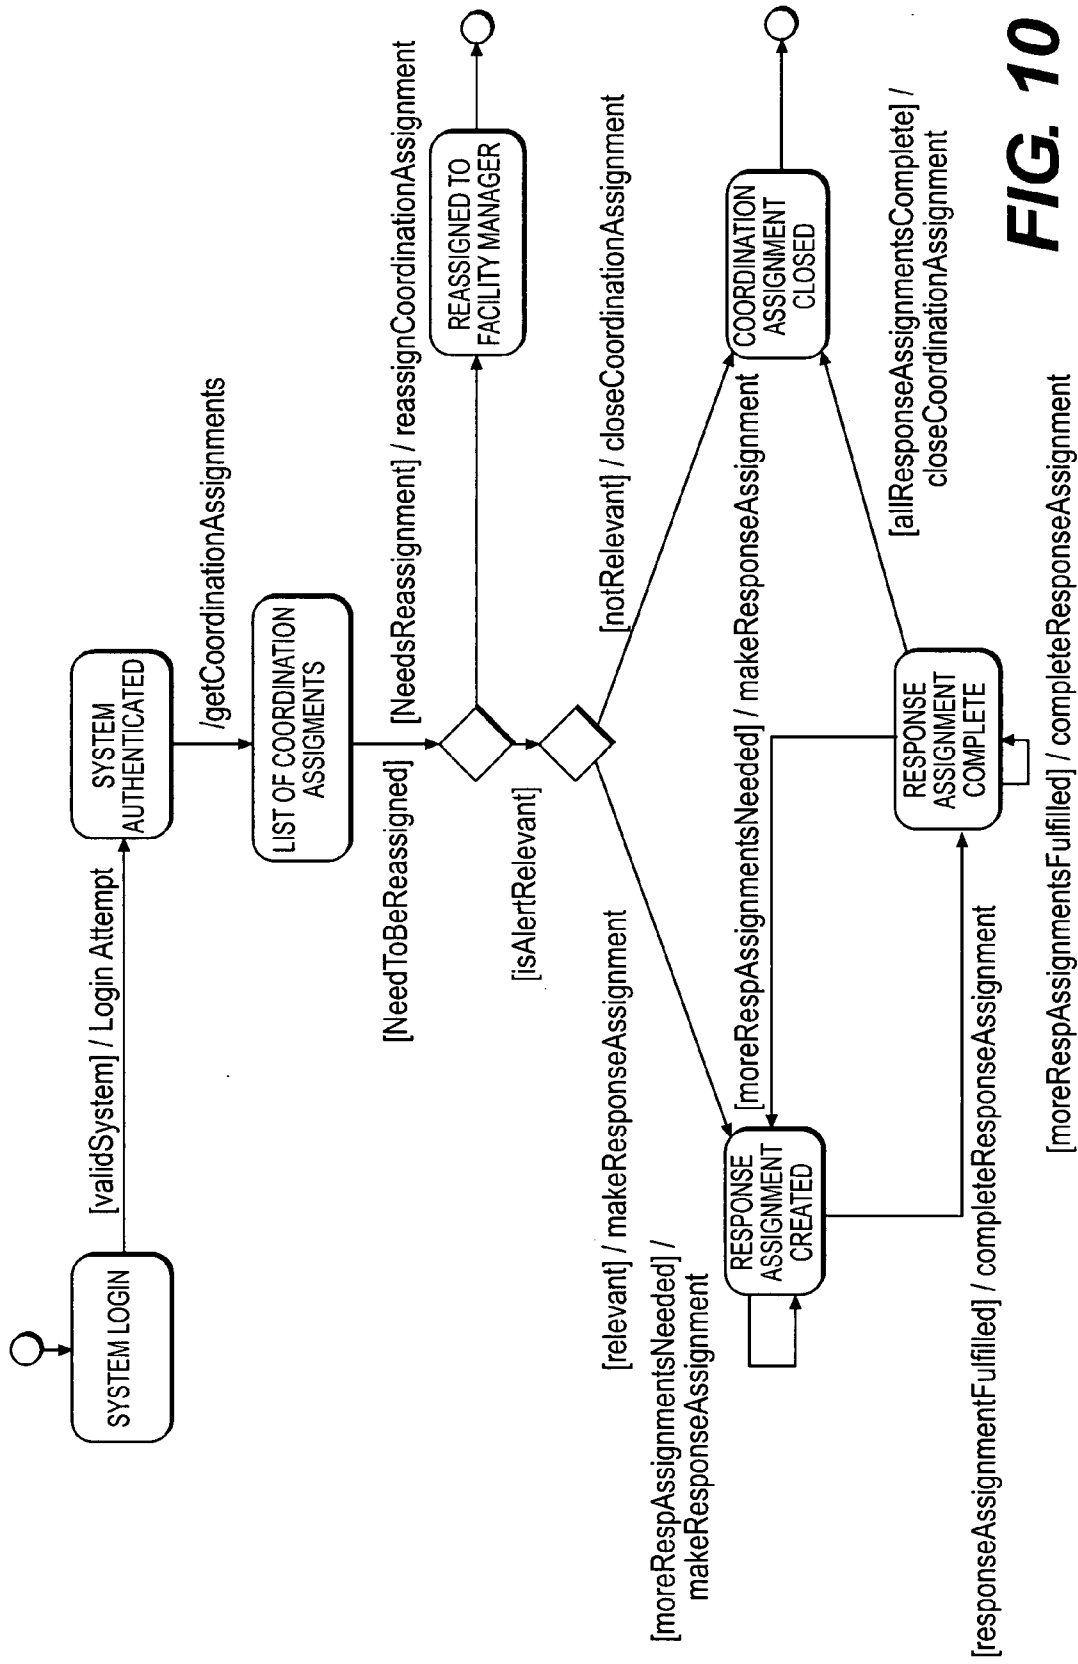 SYSTEM LOGIN
[validSystem] / Login Attempt
SYSTEM
AUTHENTICATED
/getCoordinationAssignments
LIST OF COORDINATION
ASSIGMENTS
[NeedToBeReassigned]
[NeedsReassignment] / reassignCoordinationAssignment
REASSIGNED TO
FACILITY MANAGER
[isAlertRelevant]
[relevant] / makeResponseAssignment
[notRelevant] / closeCoordinationAssignment
[moreRespAssignmentsNeeded] /
makeResponseAssignment
RESPONSE
ASSIGNMENT
CREATED
[moreRespAssignmentsNeeded] / makeResponseAssignment
COORDINATION
ASSIGNMENT
CLOSED
[allResponseAssignmentsComplete] /
closeCoordinationAssignment
RESPONSE
ASSIGNMENT
COMPLETE
[responseAssignmentFulfilled] / completeResponseAssignment
[moreRespAssignmentsFulfilled] / completeResponseAssignment
FIG. 10